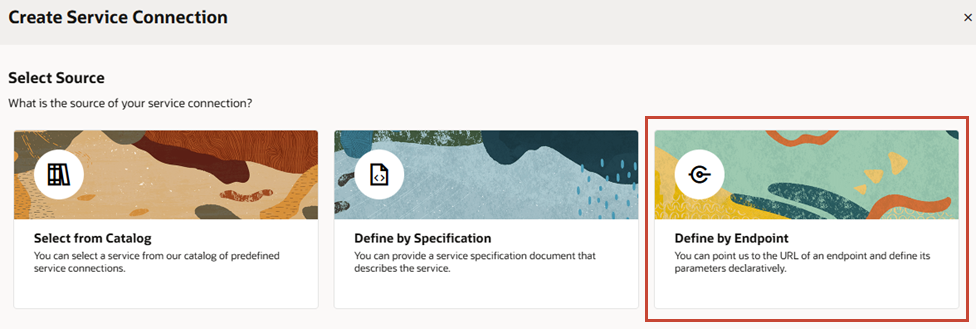 Create Service Connection
Select Source
What is the source of your service connection?
Select from Catalog
You can select a service from our catalog of predefined
service connections.
Define by Specification
You can provide a service specification document that
describes the service.
Define by Endpoint
You can point us to the URL of an endpoint and define its
parameters declaratively.